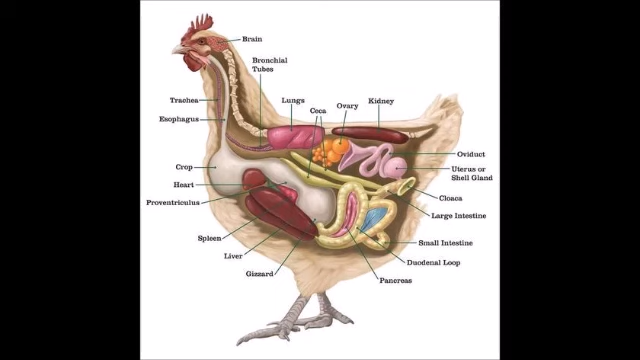 Brain
Bronchial
Tubes
Lungs
Ceca
Ovary
Kidney
Trachea
Esophagus
Crop
Heart
Proventriculus
Spleen
Liver
Gizzard
Oviduct
Uterus or
Shell Gland
Cloaca
Large Intestine
Small Intestine
Duodenal Loop
Pancreas